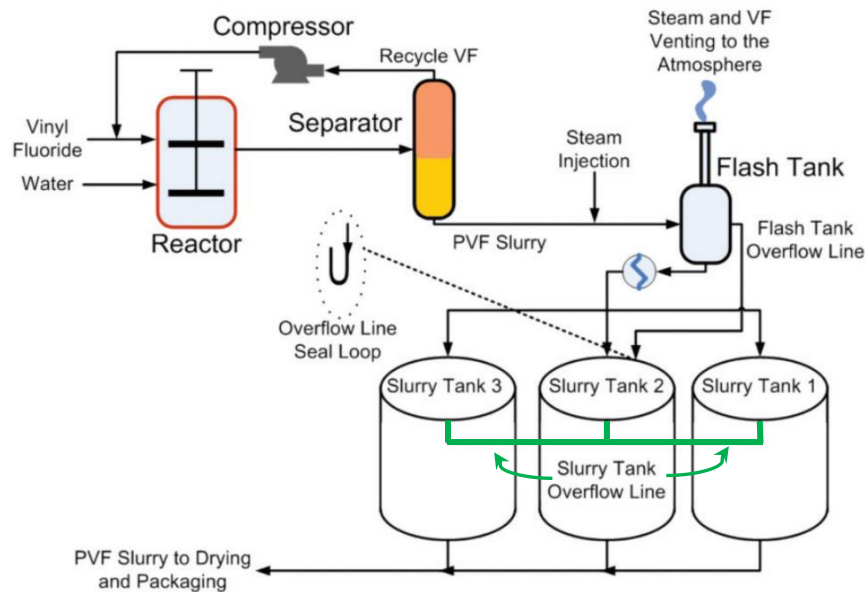 Compressor
Recycle VF
Steam and VF
Venting to the
Atmosphere
Vinyl
Fluoride
Water
Reactor
Separator
Steam
Injection
Flash Tank
PVF Slurry
Flash Tank
Overflow Line
Overflow Line
Seal Loop
Slurry Tank 3
Slurry Tank 2
Slurry Tank 1
Slurry Tank
Overflow Line
PVF Slurry to Drying
and Packaging